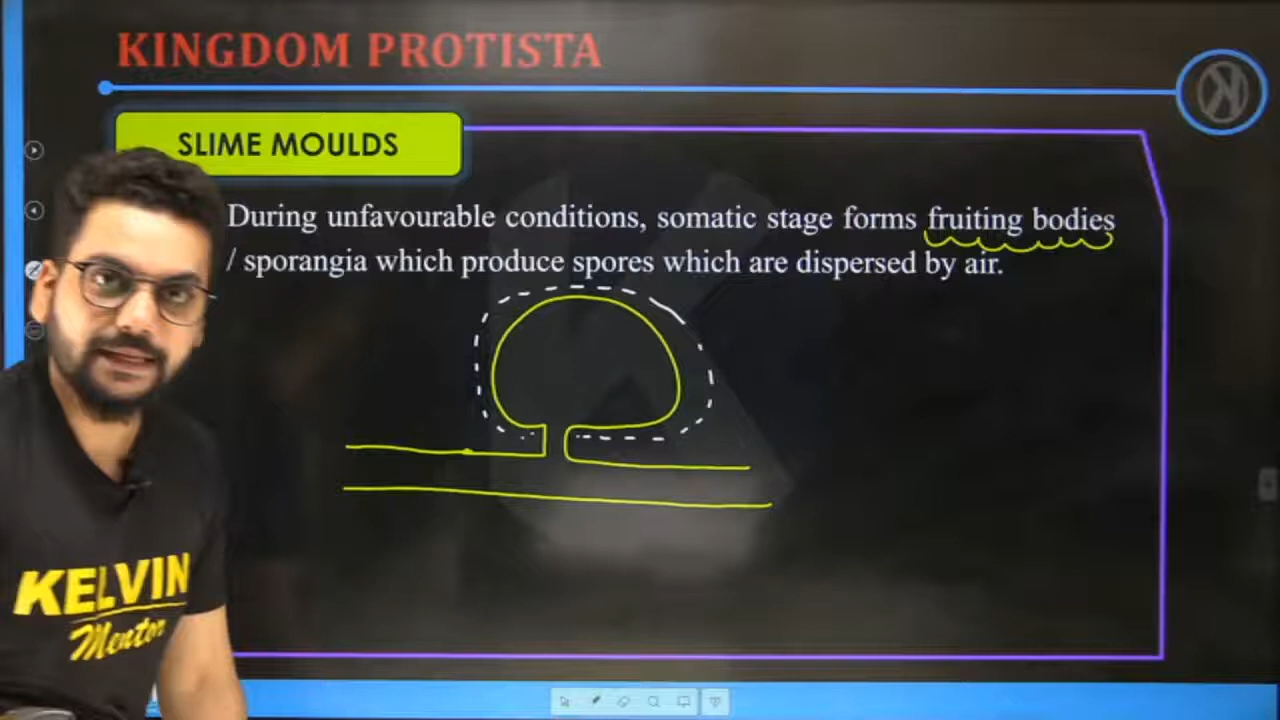 KINGDOM PROTISTA
SLIME MOULDS
During unfavourable conditions, somatic stage forms fruiting bodies
/ sporangia which produce spores which are dispersed by air.
KELVIN
Mentor